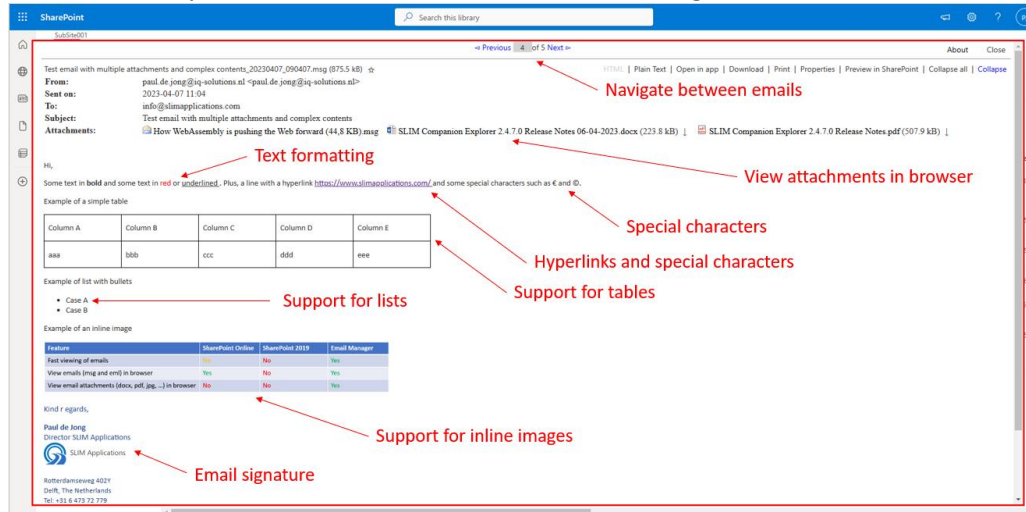 SharePoint
Search this library
SubSite001
Previous 4 of 5 Next
About Close
Test email with multiple attachments and complex contents_20230407_090407.msg (875.5 kB)
HTML | Plain Text | Open in app | Download | Print | Properties | Preview in SharePoint | Collapse all | Collapse
From: paul.de.jong@iq-solutions.nl <paul.de.jong@iq-solutions.nl>
Sent on: 2023-04-07 11:04
To: info@slimapplications.com
Subject: Test email with multiple attachments and complex contents
Attachments: How WebAssembly is pushing the Web forward (44,8 KB).msg SLIM Companion Explorer 2.4.7.0 Release Notes 06-04-2023.docx (223.8 kB) ↓ SLIM Companion Explorer 2.4.7.0 Release Notes.pdf (507.9 kB) ↓
Navigate between emails
Text formatting
View attachments in browser
Hi,
Some text in bold and some text in red or underlined . Plus, a line with a hyperlink https://www.slimapplications.com/ and some special characters such as € and ©.
Example of a simple table
Special characters
Column A Column B Column C Column D Column E
aaa bbb ccc ddd eee
Hyperlinks and special characters
Support for tables
Example of list with bullets
• Case A
• Case B
Support for lists
Example of an inline image
Feature SharePoint Online SharePoint 2019 Email Manager
Fast viewing of emails No No Yes
View emails (msg and eml) in browser Yes No Yes
View email attachments (docx, pdf, jpg, ...) in browser No No Yes
Kind r egards,
Support for inline images
Paul de Jong
Director SLIM Applications
SLIM Applications
Email signature
Rotterdamseweg 402Y
Delft, The Netherlands
Tel: +31 6 473 72 779